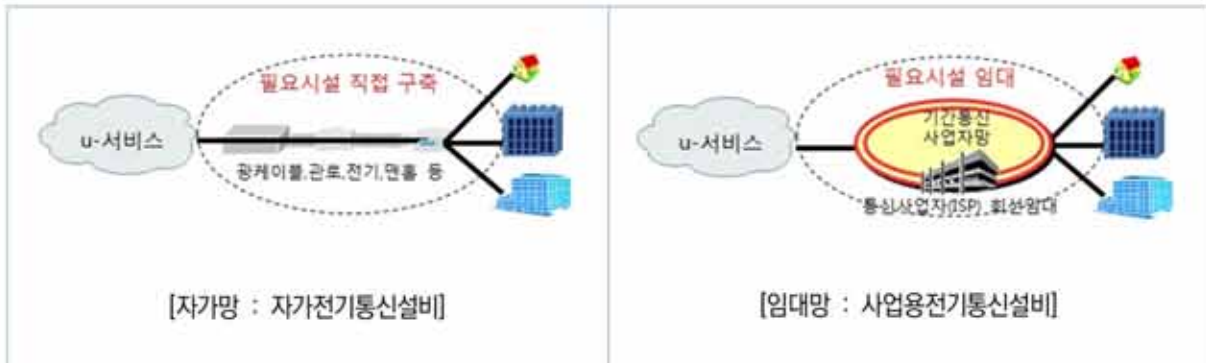 필요시설 직접 구축
u-서비스
광케이블,관로,전기,맨홀 등
[자가망 : 자가전기통신설비]
필요시설 임대
기간통신
사업자망
u-서비스
통신사업자(ISP) 회선임대
[임대망 : 사업용전기통신설비]